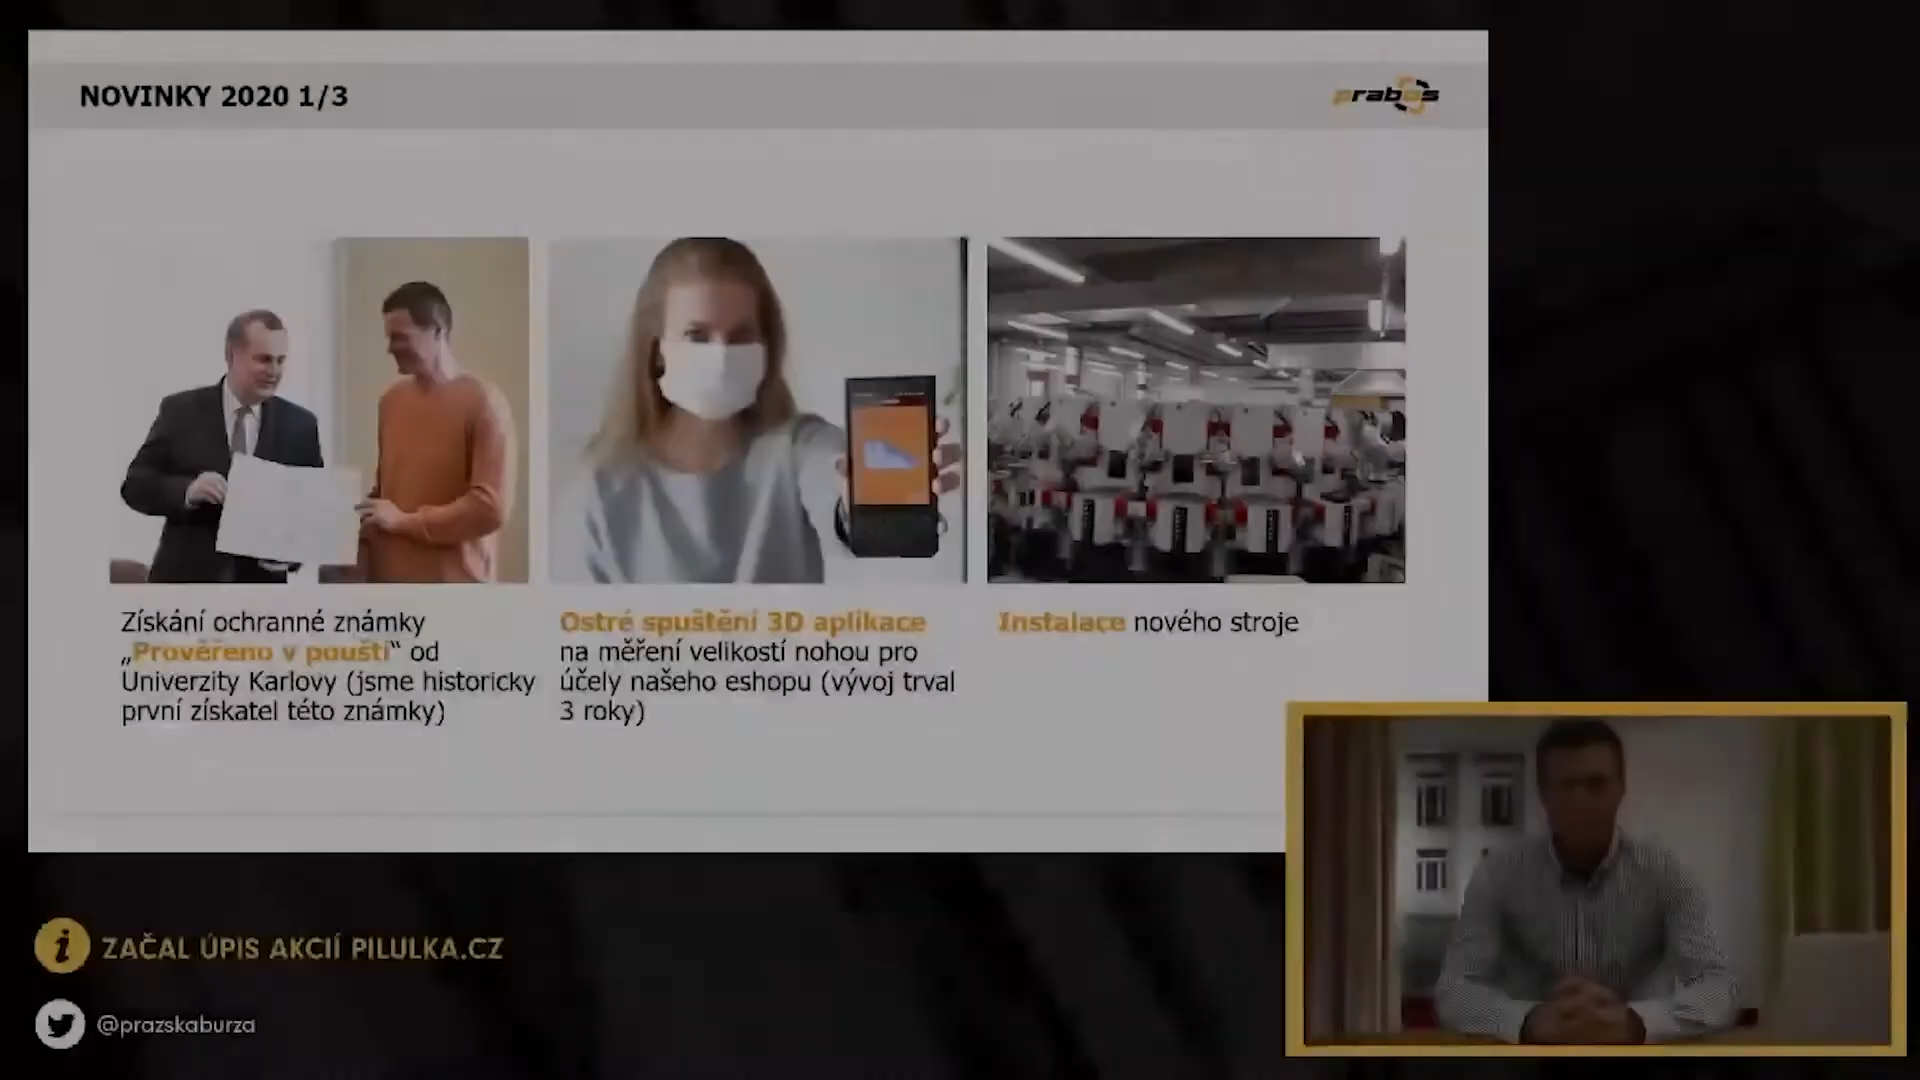 NOVINKY 2020 1/3
prabos
Získání ochranné známky
„Prověřeno v poušti“ od
Univerzity Karlovy (jsme historicky
první získatel této známky)
Ostré spuštění 3D aplikace
na měření velikostí nohou pro
účely našeho eshopu (vývoj trval
3 roky)
Instalace nového stroje
ZAČAL ÚPIS AKCIÍ PILULKA.CZ
@prazskaburza